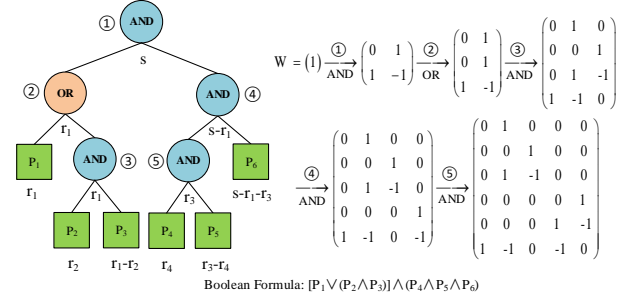 ① AND
s
② OR
AND ④
r₁
s-r₁
P₁
AND ③
⑤ AND
P₆
r₁
r₁
r₃
s-r₁-r₃
P₂
P₃
P₄
P₅
r₂
r₁-r₂
r₄
r₃-r₄
W = (1) ① AND
0 1
1 -1
② OR
0 1
0 1
1 -1
③ AND
0 1 0
0 0 1
0 1 -1
1 -1 0
④ AND
0 1 0 0
0 0 1 0
0 1 -1 0
0 0 0 1
1 -1 0 -1
⑤ AND
0 1 0 0 0
0 0 1 0 0
0 1 -1 0 0
0 0 0 0 1
0 0 0 1 -1
1 -1 0 -1 0
Boolean Formula: [P₁∨(P₂∧P₃)]∧(P₄∧P₅∧P₆)